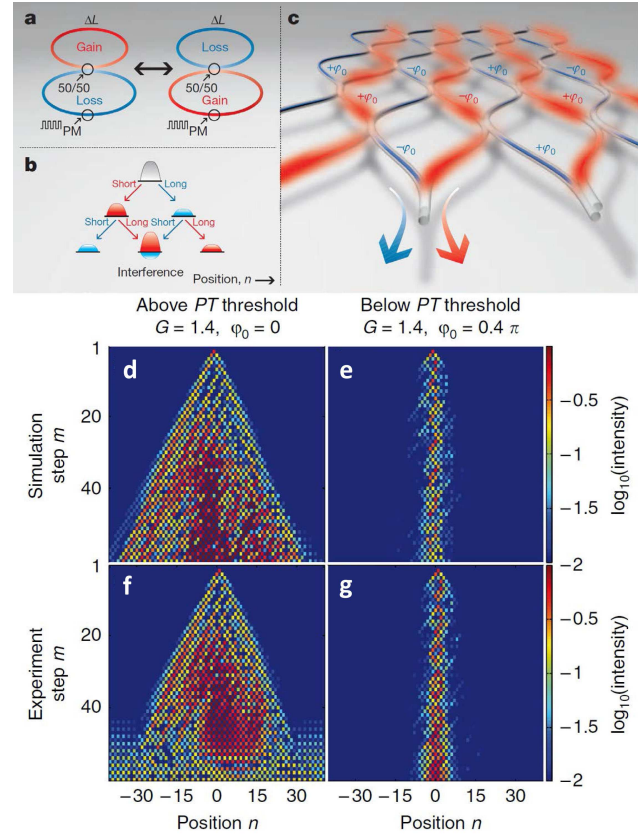 a
ΔL
ΔL
Gain
Loss
50/50
50/50
Loss
Gain
PM
PM
b
Short
Long
Short
Long
Short
Long
Interference
Position, n →
c
+φ0
−φ0
−φ0
+φ0
−φ0
+φ0
+φ0
−φ0
+φ0
−φ0
+φ0
Above PT threshold
G = 1.4, φ0 = 0
Below PT threshold
G = 1.4, φ0 = 0.4 π
d
e
1
20
40
Simulation
step m
−0.5
−1
−1.5
−2
log10(intensity)
f
g
1
20
40
Experiment
step m
−2
−0.5
−1
−1.5
−2
log10(intensity)
−30 −15 0 15 30
−30 −15 0 15 30
Position n
Position n